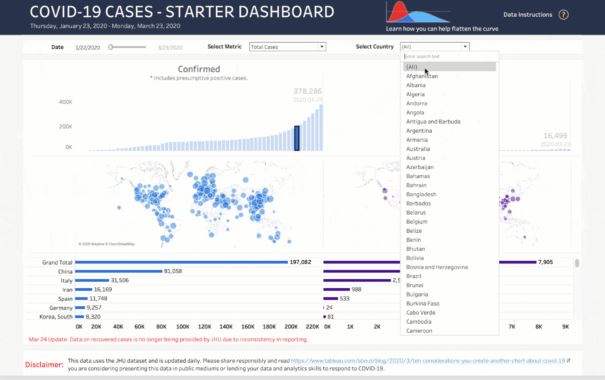 COVID-19 CASES - STARTER DASHBOARD
Thursday, January 23, 2020 - Monday, March 23, 2020
Learn how you can help flatten the curve
Data Instructions ?
Date 1/22/2020 3/23/2020 Select Metric Total Cases Select Country (All)
Enter search text
(All)
Afghanistan
Albania
Algeria
Andorra
Angola
Antigua and Barbuda
Argentina
Armenia
Australia
Austria
Azerbaijan
Bahamas
Bahrain
Bangladesh
Barbados
Belarus
Belgium
Belize
Benin
Bhutan
Bolivia
Bosnia and Herzegovina
Brazil
Brunei
Bulgaria
Burkina Faso
Cabo Verde
Cambodia
Cameroon
Confirmed
* Includes presumptive positive cases.
378,286
2020-03-23
400K
200K
0K
16,499
2020-03-23
© 2020 Mapbox © OpenStreetMap
Grand Total 197,082 7,905
China 81,058
Italy 31,506 2,5
Iran 16,169 988
Spain 11,748 533
Germany 9,257 24
Korea, South 8,320 81
0K 20K 40K 60K 80K 100K 120K 140K 160K 180K 200K 220K 0K 1K 2K 7K 8K 9K
Mar 24 Update: Data on recovered cases is no longer being provided by JHU due to inconsistency in reporting.
Disclaimer: This data uses the JHU dataset and is updated daily. Please share responsibly and read https://www.tableau.com/about/blog/2020/3/ten-considerations-you-create-another-chart-about-covid-19 if
you are considering presenting this data in public mediums or lending your data and analytics skills to respond to COVID-19.